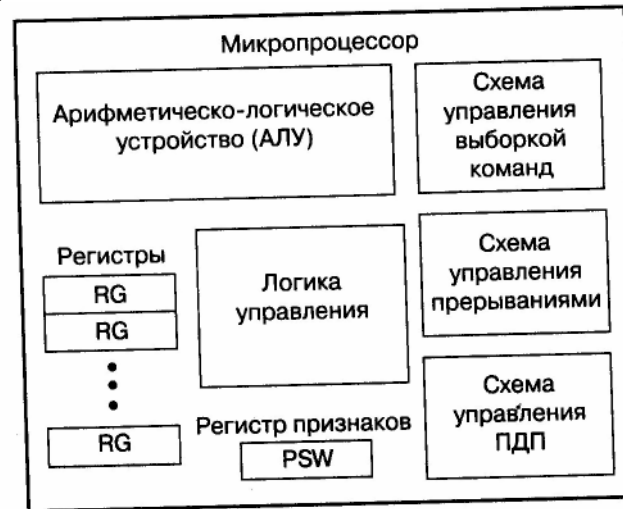 Микропроцессор
Арифметическо-логическое
устройство (АЛУ)
Схема
управления
выборкой
команд
Регистры
RG
RG
RG
Логика
управления
Схема
управления
прерываниями
Регистр признаков
PSW
Схема
управления
ПДП